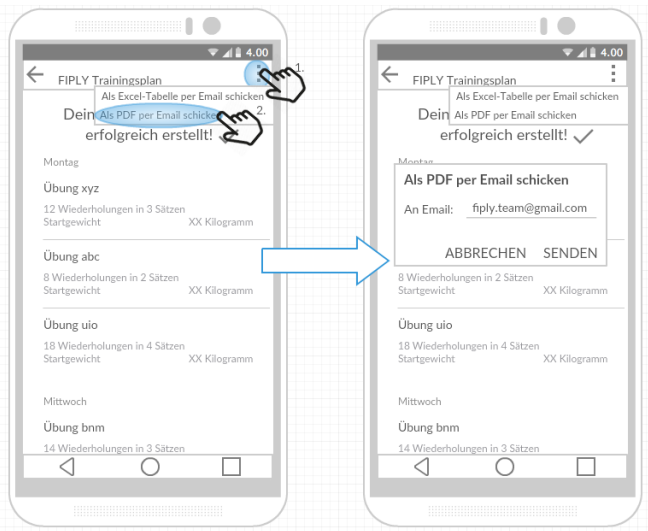 4.00
FIPLY Trainingsplan
1.
Als Excel-Tabelle per Email schicken
Als PDF per Email schicken
2.
Dein
erfolgreich erstellt!
Montag
Übung xyz
12 Wiederholungen in 3 Sätzen
Startgewicht XX Kilogramm
Übung abc
8 Wiederholungen in 2 Sätzen
Startgewicht XX Kilogramm
Übung uio
18 Wiederholungen in 4 Sätzen
Startgewicht XX Kilogramm
Mittwoch
Übung bnm
14 Wiederholungen in 3 Sätzen
4.00
FIPLY Trainingsplan
Als Excel-Tabelle per Email schicken
Als PDF per Email schicken
Dein
erfolgreich erstellt!
Montag
Als PDF per Email schicken
An Email: fiply.team@gmail.com
ABBRECHEN SENDEN
8 Wiederholungen in 2 Sätzen
Startgewicht XX Kilogramm
Übung uio
18 Wiederholungen in 4 Sätzen
Startgewicht XX Kilogramm
Mittwoch
Übung bnm
14 Wiederholungen in 3 Sätzen